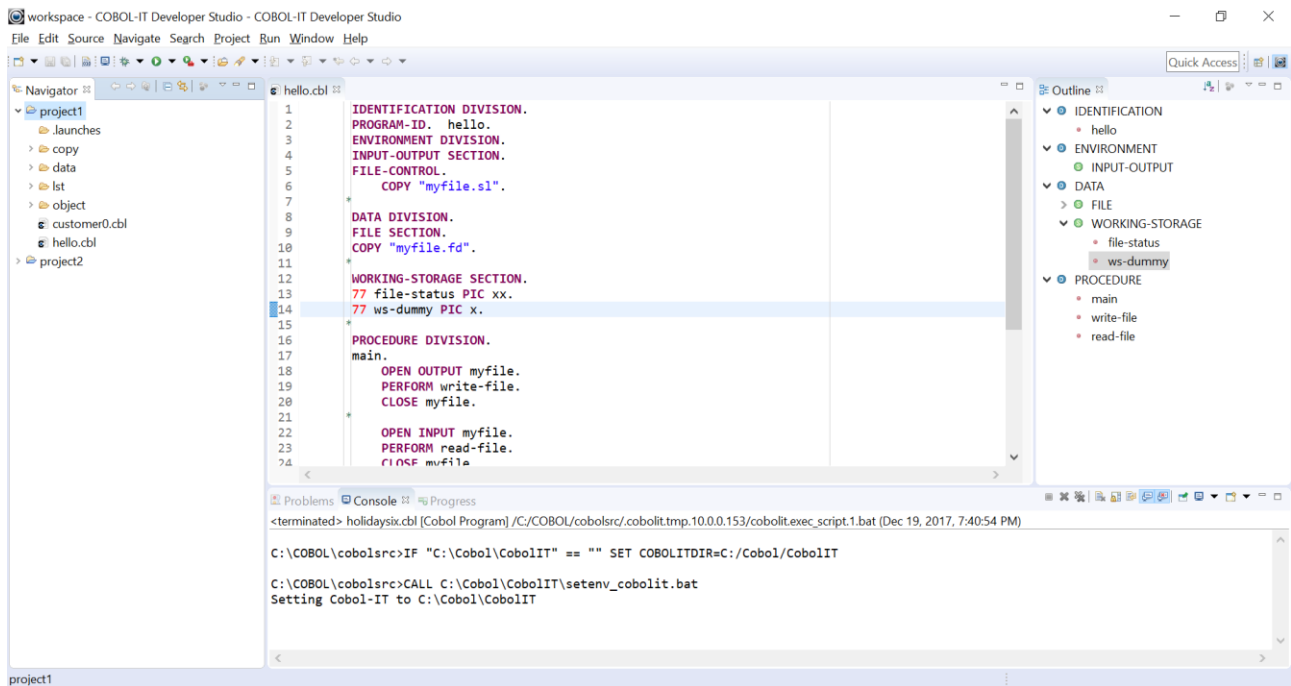 workspace - COBOL-IT Developer Studio - COBOL-IT Developer Studio
File Edit Source Navigate Search Project Run Window Help
Quick Access
Navigator
project1
.launches
copy
data
lst
object
customer0.cbl
hello.cbl
project2
hello.cbl
1 IDENTIFICATION DIVISION.
2 PROGRAM-ID. hello.
3 ENVIRONMENT DIVISION.
4 INPUT-OUTPUT SECTION.
5 FILE-CONTROL.
6 COPY "myfile.sl".
7 *
8 DATA DIVISION.
9 FILE SECTION.
10 COPY "myfile.fd".
11 *
12 WORKING-STORAGE SECTION.
13 77 file-status PIC xx.
14 77 ws-dummy PIC x.
15 *
16 PROCEDURE DIVISION.
17 main.
18 OPEN OUTPUT myfile.
19 PERFORM write-file.
20 CLOSE myfile.
21 *
22 OPEN INPUT myfile.
23 PERFORM read-file.
24 CLOSE myfile
Outline
IDENTIFICATION
hello
ENVIRONMENT
INPUT-OUTPUT
DATA
FILE
WORKING-STORAGE
file-status
ws-dummy
PROCEDURE
main
write-file
read-file
Problems Console Progress
<terminated> holidaysix.cbl [Cobol Program] /C:/COBOL/cobolsrc/.cobolit.tmp.10.0.0.153/cobolit.exec_script.1.bat (Dec 19, 2017, 7:40:54 PM)
C:\COBOL\cobolsrc>IF "C:\Cobol\CobolIT" == "" SET COBOLITDIR=C:/Cobol/CobolIT
C:\COBOL\cobolsrc>CALL C:\Cobol\CobolIT\setenv_cobolit.bat
Setting Cobol-IT to C:\Cobol\CobolIT
project1